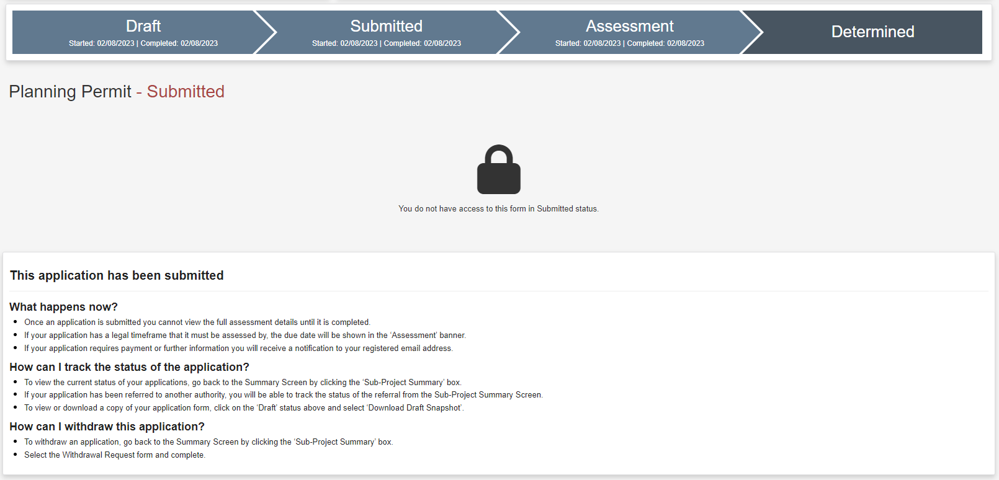 Draft
Started: 02/08/2023 | Completed: 02/08/2023
Submitted
Started: 02/08/2023 | Completed: 02/08/2023
Assessment
Started: 02/08/2023 | Completed: 02/08/2023
Determined
Planning Permit - Submitted
You do not have access to this form in Submitted status.
This application has been submitted
What happens now?
Once an application is submitted you cannot view the full assessment details until it is completed.
If your application has a legal timeframe that it must be assessed by, the due date will be shown in the ‘Assessment’ banner.
If your application requires payment or further information you will receive a notification to your registered email address.
How can I track the status of the application?
To view the current status of your applications, go back to the Summary Screen by clicking the ‘Sub-Project Summary’ box.
If your application has been referred to another authority, you will be able to track the status of the referral from the Sub-Project Summary Screen.
To view or download a copy of your application form, click on the ‘Draft’ status above and select ‘Download Draft Snapshot’.
How can I withdraw this application?
To withdraw an application, go back to the Summary Screen by clicking the ‘Sub-Project Summary’ box.
Select the Withdrawal Request form and complete.